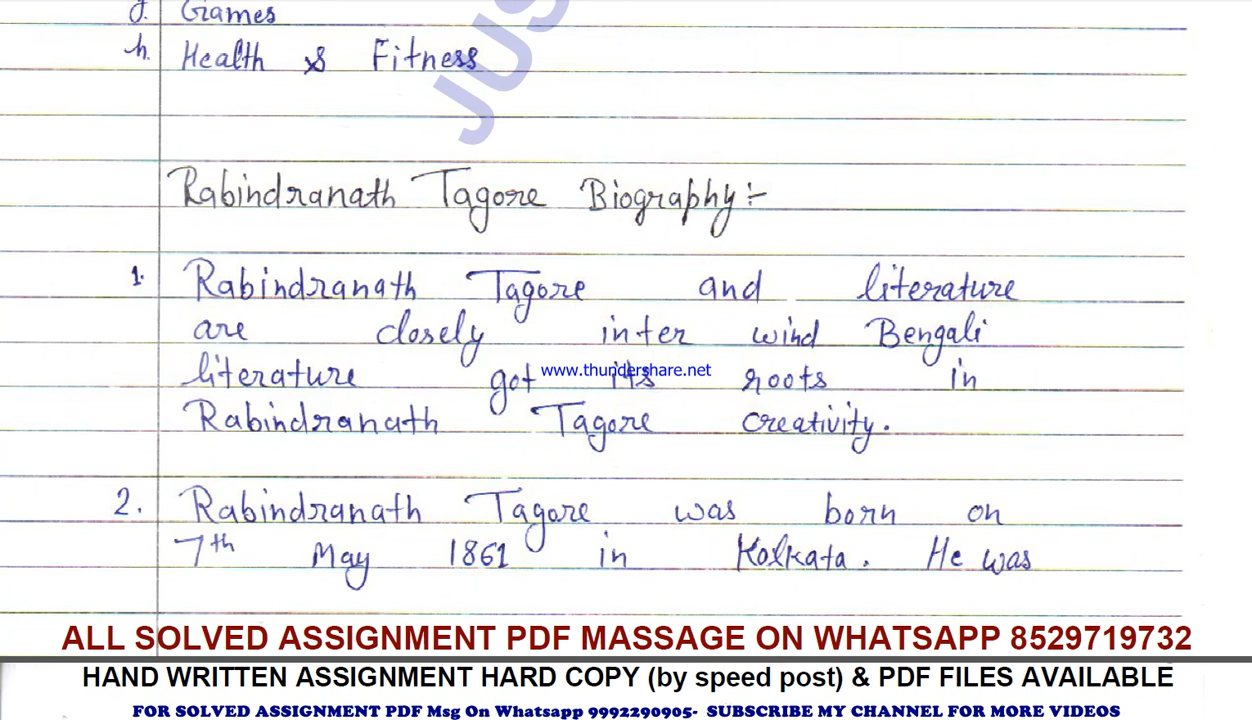 g. Games
h. Health & Fitness
JUS
Rabindranath Tagore Biography :-
1. Rabindranath Tagore and literature
are closely inter wind Bengali
literature got its roots in
www.thundershare.net
Rabindranath Tagore creativity.
2. Rabindranath Tagore was born on
7th May 1861 in Kolkata. He was
ALL SOLVED ASSIGNMENT PDF MASSAGE ON WHATSAPP 8529719732
HAND WRITTEN ASSIGNMENT HARD COPY (by speed post) & PDF FILES AVAILABLE
FOR SOLVED ASSIGNMENT PDF Msg On Whatsapp 9992290905- SUBSCRIBE MY CHANNEL FOR MORE VIDEOS